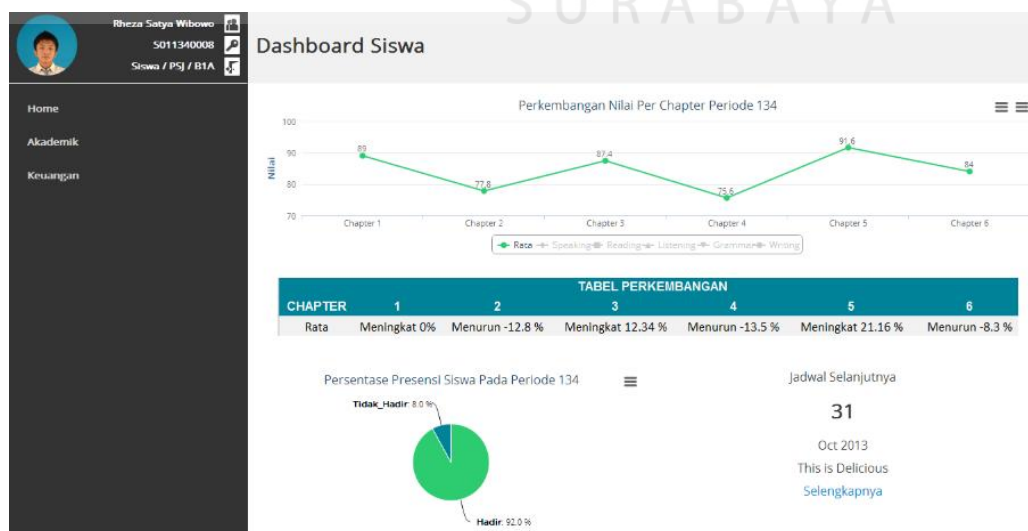 SURABAYA
Rheza Satya Wibowo
S011340008
Siswa / PSJ / B1A
Home
Akademik
Keuangan
Dashboard Siswa
Perkembangan Nilai Per Chapter Periode 134
Nilai
100
90
80
70
89
77.8
87.4
75.6
91.6
84
Chapter 1 Chapter 2 Chapter 3 Chapter 4 Chapter 5 Chapter 6
Rata Speaking Reading Listening Grammar Writing
TABEL PERKEMBANGAN
CHAPTER 1 2 3 4 5 6
Rata Meningkat 0% Menurun -12.8 % Meningkat 12.34 % Menurun -13.5 % Meningkat 21.16 % Menurun -8.3 %
Persentase Presensi Siswa Pada Periode 134
Tidak_Hadir: 8.0 %
Hadir: 92.0 %
Jadwal Selanjutnya
31
Oct 2013
This is Delicious
Selengkapnya